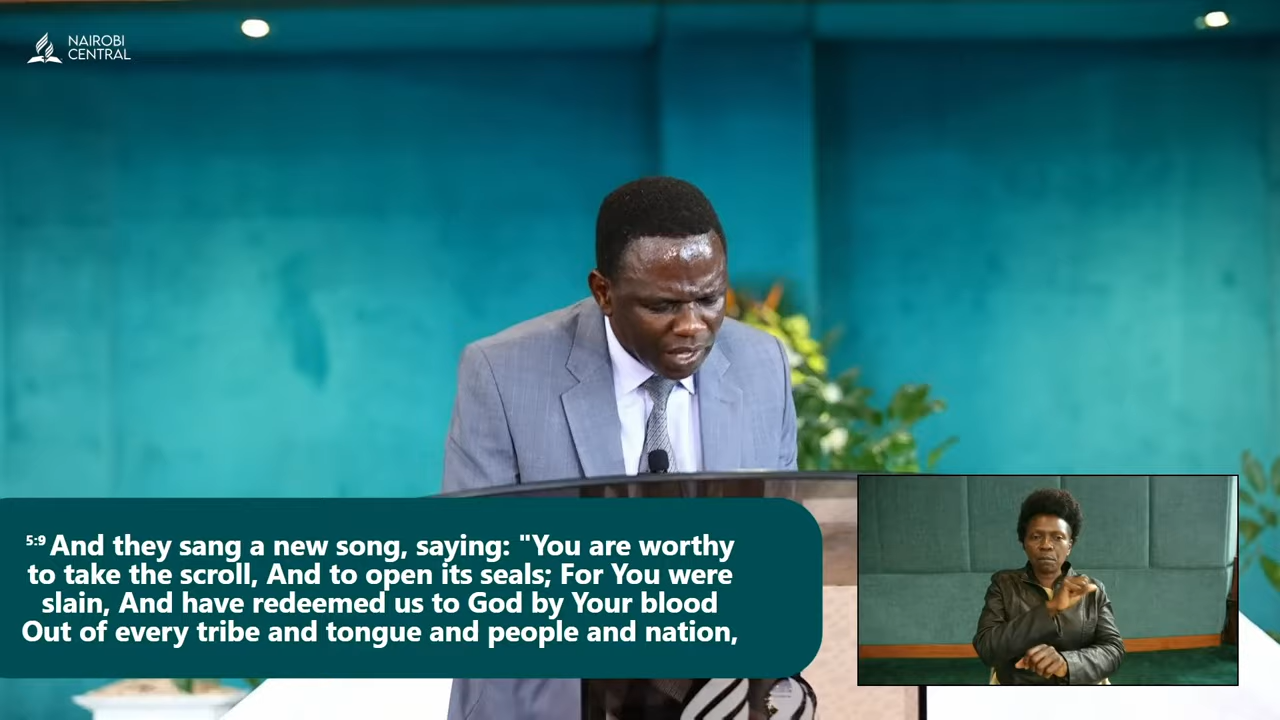 NAIROBI
CENTRAL
5:9 And they sang a new song, saying: "You are worthy
to take the scroll, And to open its seals; For You were
slain, And have redeemed us to God by Your blood
Out of every tribe and tongue and people and nation,